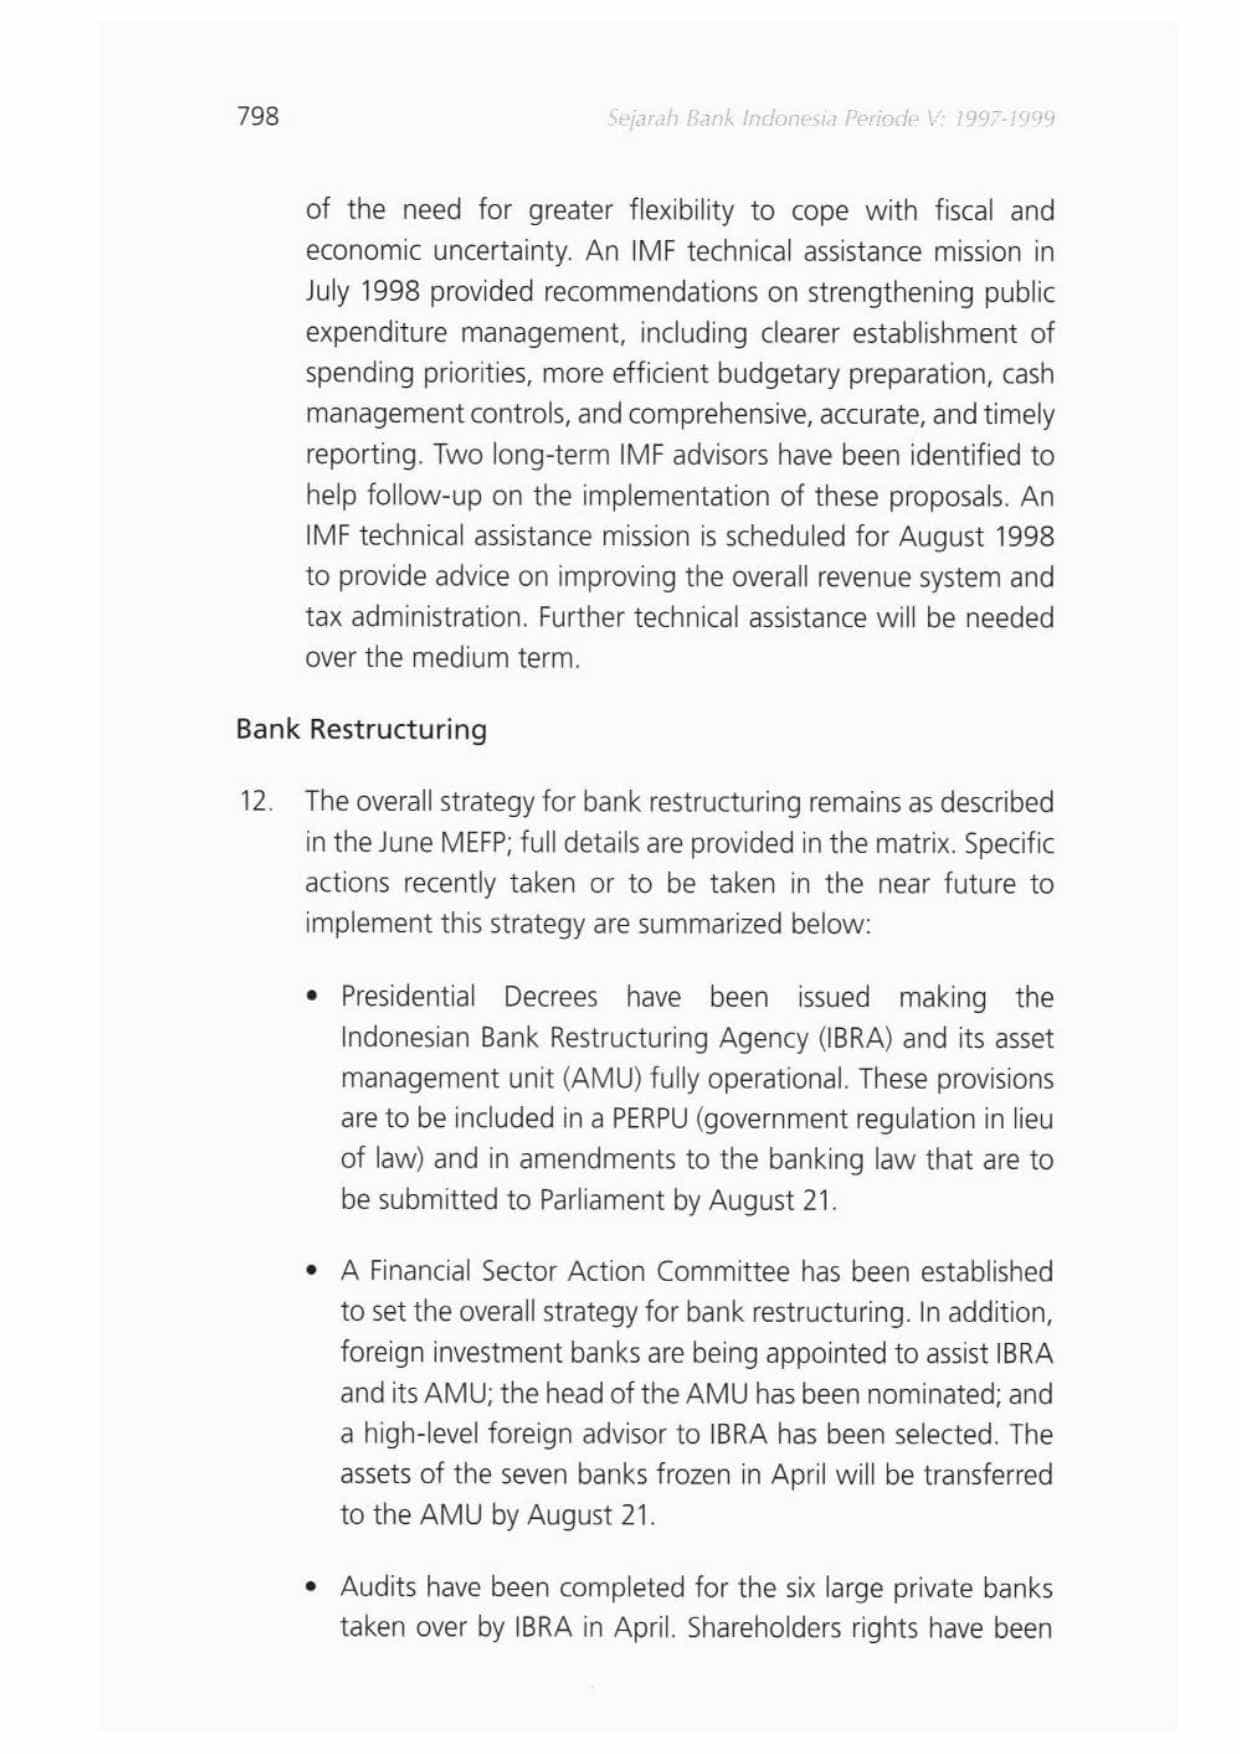 798
Sejarah Bank Indonesia Periode V: 1997-1999
of the need for greater flexibility to cope with fiscal and
economic uncertainty. An IMF technical assistance mission in
July 1998 provided recommendations on strengthening public
expenditure management, including clearer establishment of
spending priorities, more efficient budgetary preparation, cash
management controls, and comprehensive, accurate, and timely
reporting. Two long-term IMF advisors have been identified to
help follow-up on the implementation of these proposals. An
IMF technical assistance mission is scheduled for August 1998
to provide advice on improving the overall revenue system and
tax administration. Further technical assistance will be needed
over the medium term.
Bank Restructuring
12. The overall strategy for bank restructuring remains as described
in the June MEFP; full details are provided in the matrix. Specific
actions recently taken or to be taken in the near future to
implement this strategy are summarized below:
• Presidential Decrees have been issued making the
Indonesian Bank Restructuring Agency (IBRA) and its asset
management unit (AMU) fully operational. These provisions
are to be included in a PERPU (government regulation in lieu
of law) and in amendments to the banking law that are to
be submitted to Parliament by August 21.
• A Financial Sector Action Committee has been established
to set the overall strategy for bank restructuring. In addition,
foreign investment banks are being appointed to assist IBRA
and its AMU; the head of the AMU has been nominated; and
a high-level foreign advisor to IBRA has been selected. The
assets of the seven banks frozen in April will be transferred
to the AMU by August 21.
• Audits have been completed for the six large private banks
taken over by IBRA in April. Shareholders rights have been